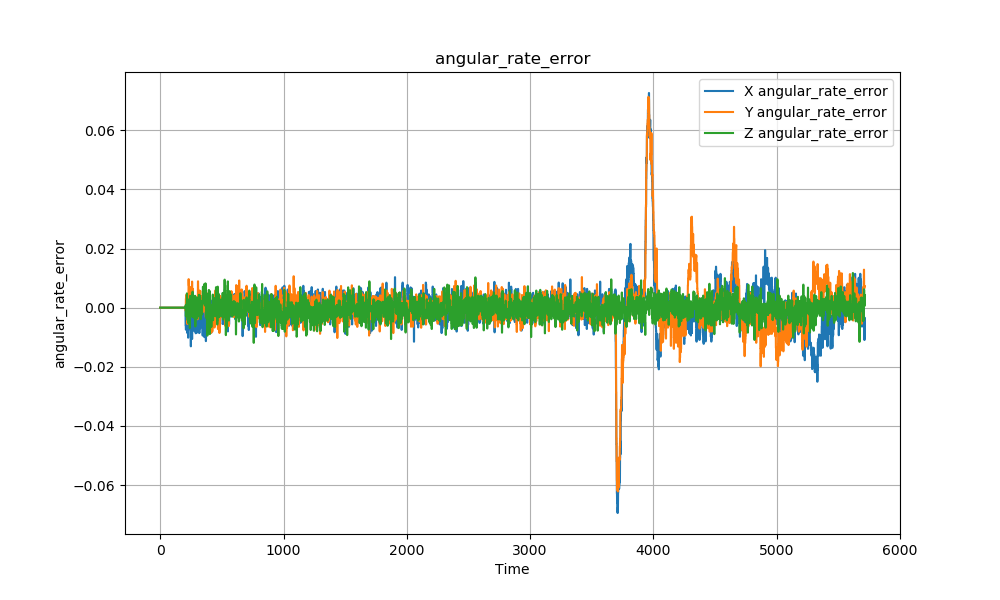 angular_rate_error
X angular_rate_error
Y angular_rate_error
Z angular_rate_error
angular_rate_error
0.06
0.04
0.02
0.00
−0.02
−0.04
−0.06
0 1000 2000 3000 4000 5000 6000
Time